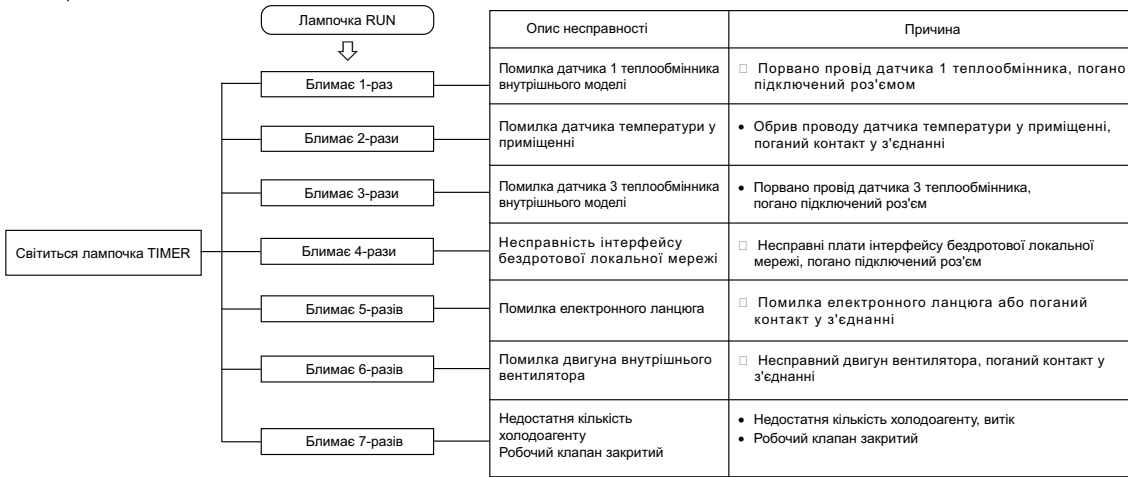 Лампочка RUN
Опис несправності
Причина
Блимає 1-раз
Помилка датчика 1 теплообмінника
внутрішнього моделі
Порвано провід датчика 1 теплообмінника, погано
підключений роз'ємом
Блимає 2-рази
Помилка датчика температури у
приміщенні
• Обрив проводу датчика температури у приміщенні,
поганий контакт у з'єднанні
Блимає 3-рази
Помилка датчика 3 теплообмінника
внутрішнього моделі
• Порвано провід датчика 3 теплообмінника,
погано підключений роз'єм
Світиться лампочка TIMER
Блимає 4-рази
Несправність інтерфейсу
бездротової локальної мережі
Несправні плати інтерфейсу бездротової локальної
мережі, погано підключений роз'єм
Блимає 5-разів
Помилка електронного ланцюга
Помилка електронного ланцюга або поганий
контакт у з'єднанні
Блимає 6-разів
Помилка двигуна внутрішнього
вентилятора
Несправний двигун вентилятора, поганий контакт у
з'єднанні
Блимає 7-разів
Недостатня кількість
холодоагенту
Робочий клапан закритий
• Недостатня кількість холодоагенту, витік
• Робочий клапан закритий